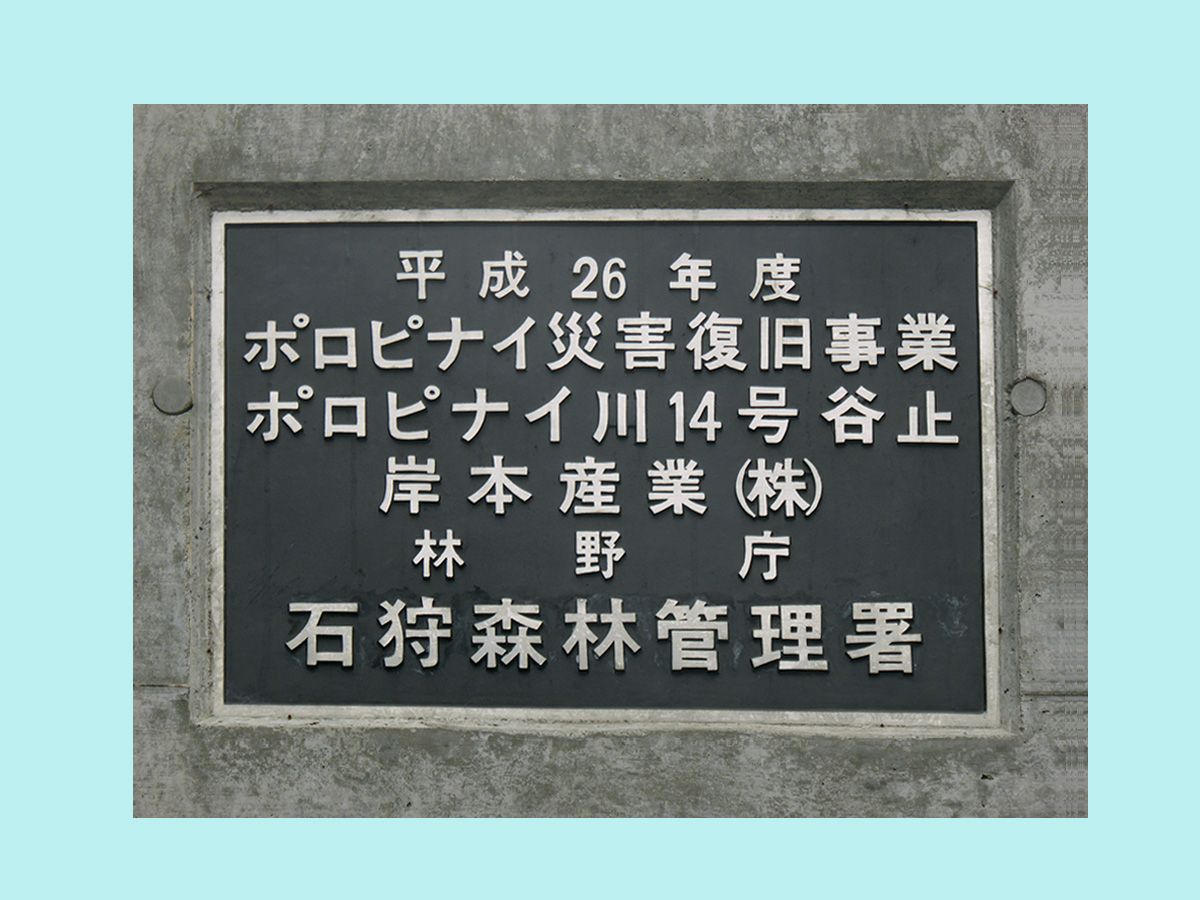 平成26年度
ポロピナイ災害復旧事業
ポロピナイ川14号谷止
岸本産業(株)
林野庁
石狩森林管理署